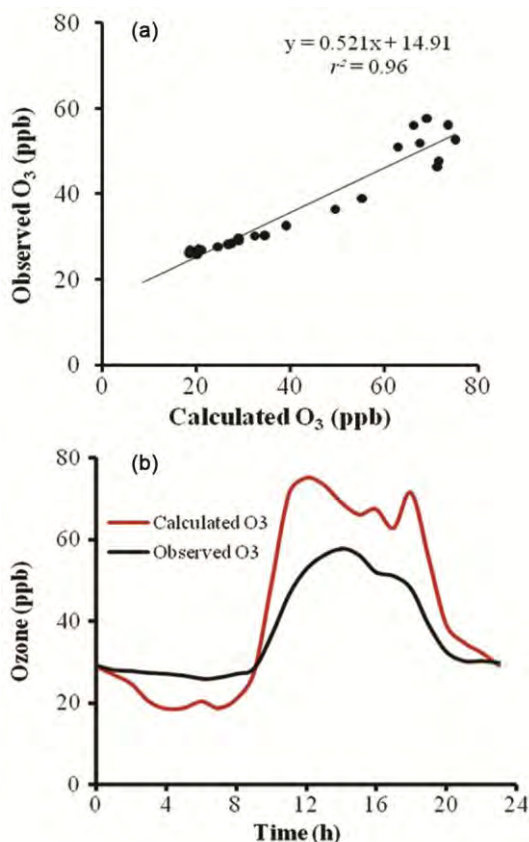 (a)
y = 0.521x + 14.91
r² = 0.96
80
60
40
20
0
Observed O₃ (ppb)
0 20 40 60 80
Calculated O₃ (ppb)
(b)
80
60
40
20
0
Calculated O3
Observed O3
Ozone (ppb)
0 4 8 12 16 20 24
Time (h)